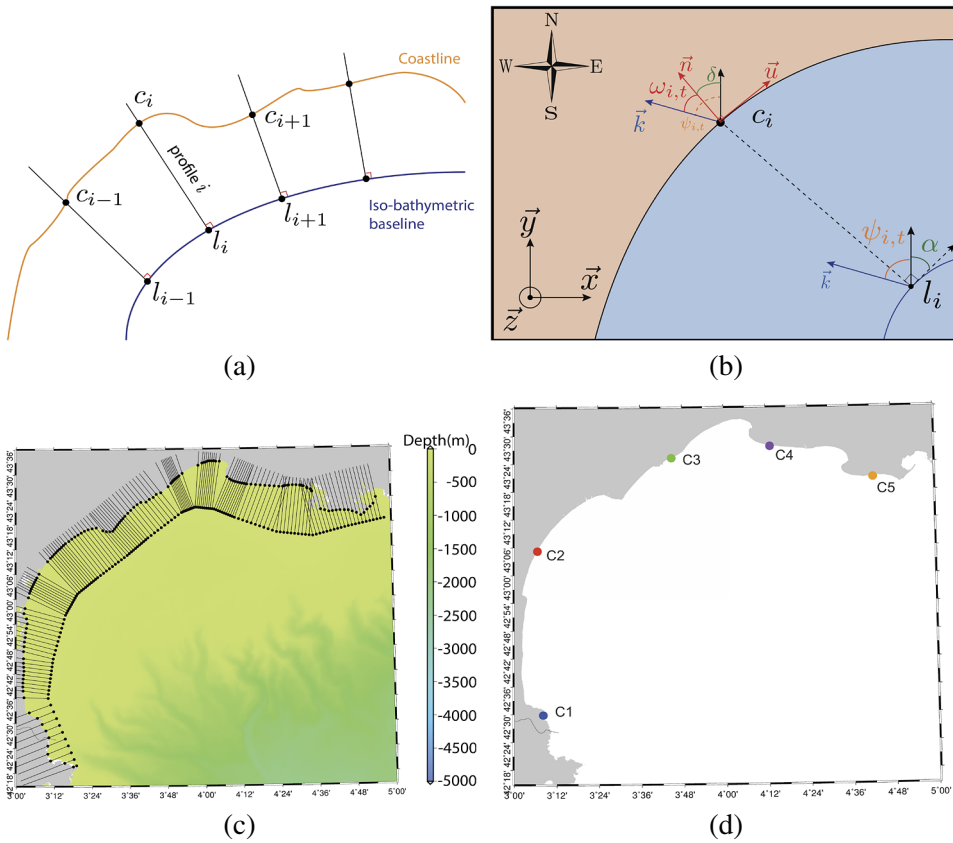 Coastline
c_i
c_{i+1}
profile i
c_{i−1}
l_{i+1}
l_i
l_{i−1}
Iso-bathymetric
baseline
(a)
N
W
E
S
\vec{n}
δ
\vec{u}
ω_{i,t}
\vec{k}
ψ_{i,t}
c_i
\vec{y}
\vec{x}
\vec{z}
ψ_{i,t}
α
\vec{k}
l_i
(b)
Depth(m)
0
-500
-1000
-1500
-2000
-2500
-3000
-3500
-4000
-4500
-5000
43˚36'
43˚30'
43˚24'
43˚18'
43˚12'
43˚06'
43˚00'
42˚54'
42˚48'
42˚42'
42˚36'
42˚30'
42˚24'
42˚18'
3˚00'
3˚12'
3˚24'
3˚36'
3˚48'
4˚00'
4˚12'
4˚24'
4˚36'
4˚48'
5˚00'
(c)
43˚36'
43˚30'
43˚24'
43˚18'
43˚12'
43˚06'
43˚00'
42˚54'
42˚48'
42˚42'
42˚36'
42˚30'
42˚24'
42˚18'
C1
C2
C3
C4
C5
3˚00'
3˚12'
3˚24'
3˚36'
3˚48'
4˚00'
4˚12'
4˚24'
4˚36'
4˚48'
5˚00'
(d)